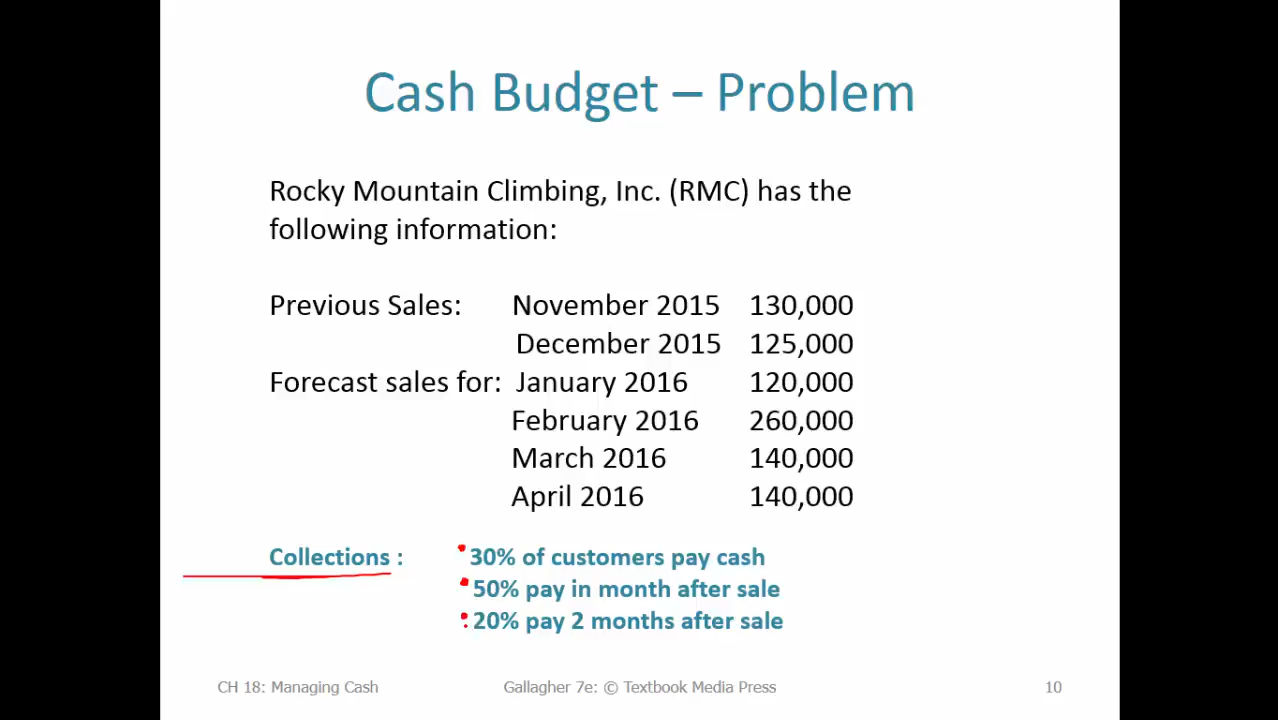 Cash Budget – Problem
Rocky Mountain Climbing, Inc. (RMC) has the
following information:
Previous Sales: November 2015 130,000
December 2015 125,000
Forecast sales for: January 2016 120,000
February 2016 260,000
March 2016 140,000
April 2016 140,000
Collections : 30% of customers pay cash
50% pay in month after sale
20% pay 2 months after sale
CH 18: Managing Cash Gallagher 7e: © Textbook Media Press 10